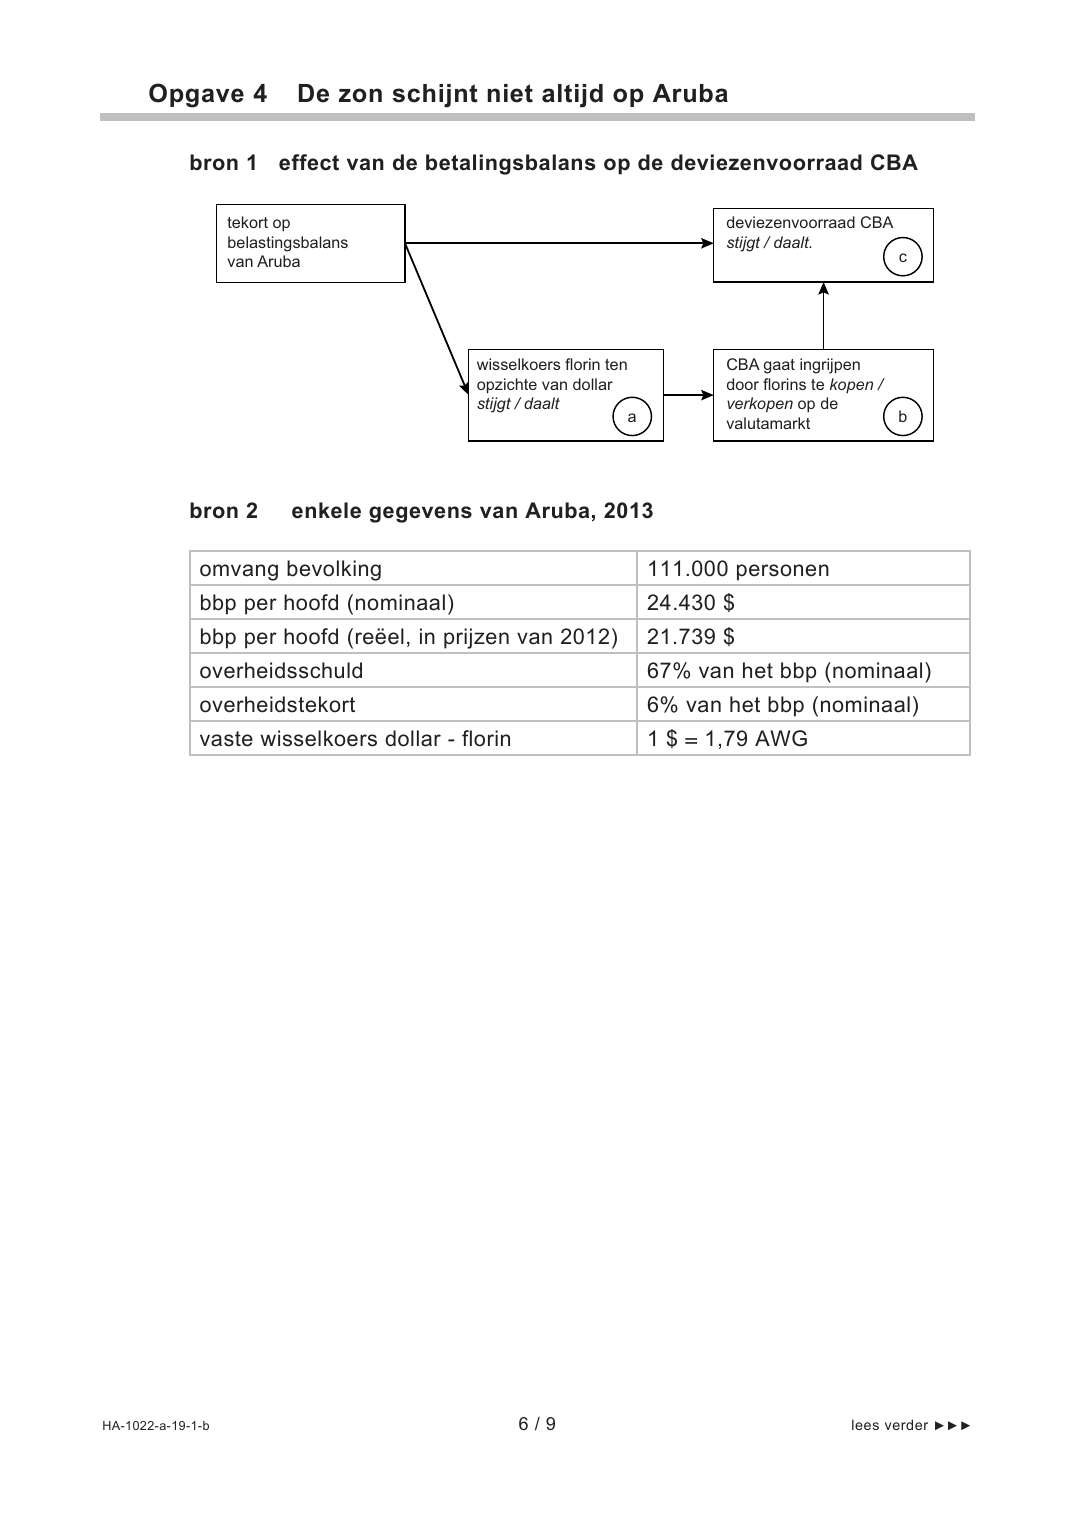 Opgave 4 De zon schijnt niet altijd op Aruba
bron 1 effect van de betalingsbalans op de deviezenvoorraad CBA
tekort op
belastingsbalans
van Aruba
deviezenvoorraad CBA
stijgt / daalt.
c
wisselkoers florin ten
opzichte van dollar
stijgt / daalt
a
CBA gaat ingrijpen
door florins te kopen /
verkopen op de
valutamarkt
b
bron 2 enkele gegevens van Aruba, 2013
omvang bevolking 111.000 personen
bbp per hoofd (nominaal) 24.430 $
bbp per hoofd (reëel, in prijzen van 2012) 21.739 $
overheidsschuld 67% van het bbp (nominaal)
overheidstekort 6% van het bbp (nominaal)
vaste wisselkoers dollar - florin 1 $ = 1,79 AWG
HA-1022-a-19-1-b 6 / 9 lees verder ►►►